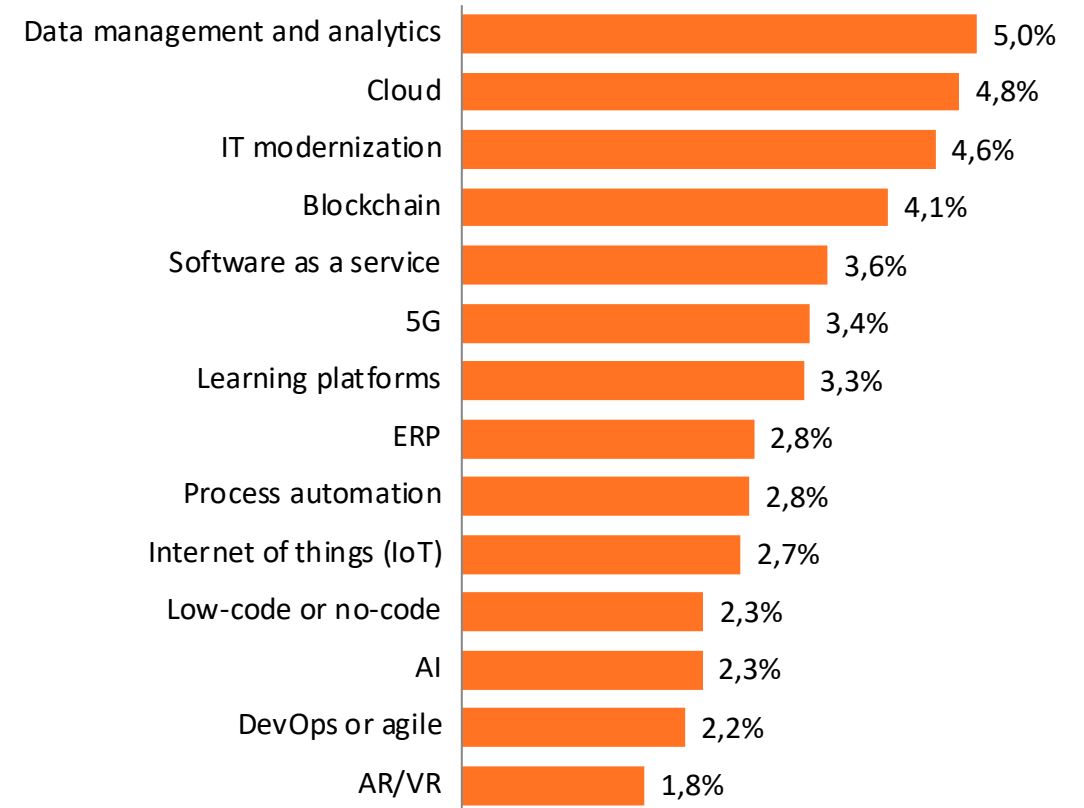 Data management and analytics 5,0%
Cloud 4,8%
IT modernization 4,6%
Blockchain 4,1%
Software as a service 3,6%
5G 3,4%
Learning platforms 3,3%
ERP 2,8%
Process automation 2,8%
Internet of things (IoT) 2,7%
Low-code or no-code 2,3%
AI 2,3%
DevOps or agile 2,2%
AR/VR 1,8%